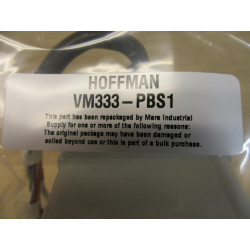 HOFFMAN
VM333-PBS1
This part has been repackaged by Mara Industrial
Supply for one or more of the following reasons:
The original package may have been damaged or
soiled beyond use or this is part of a bulk purchase.